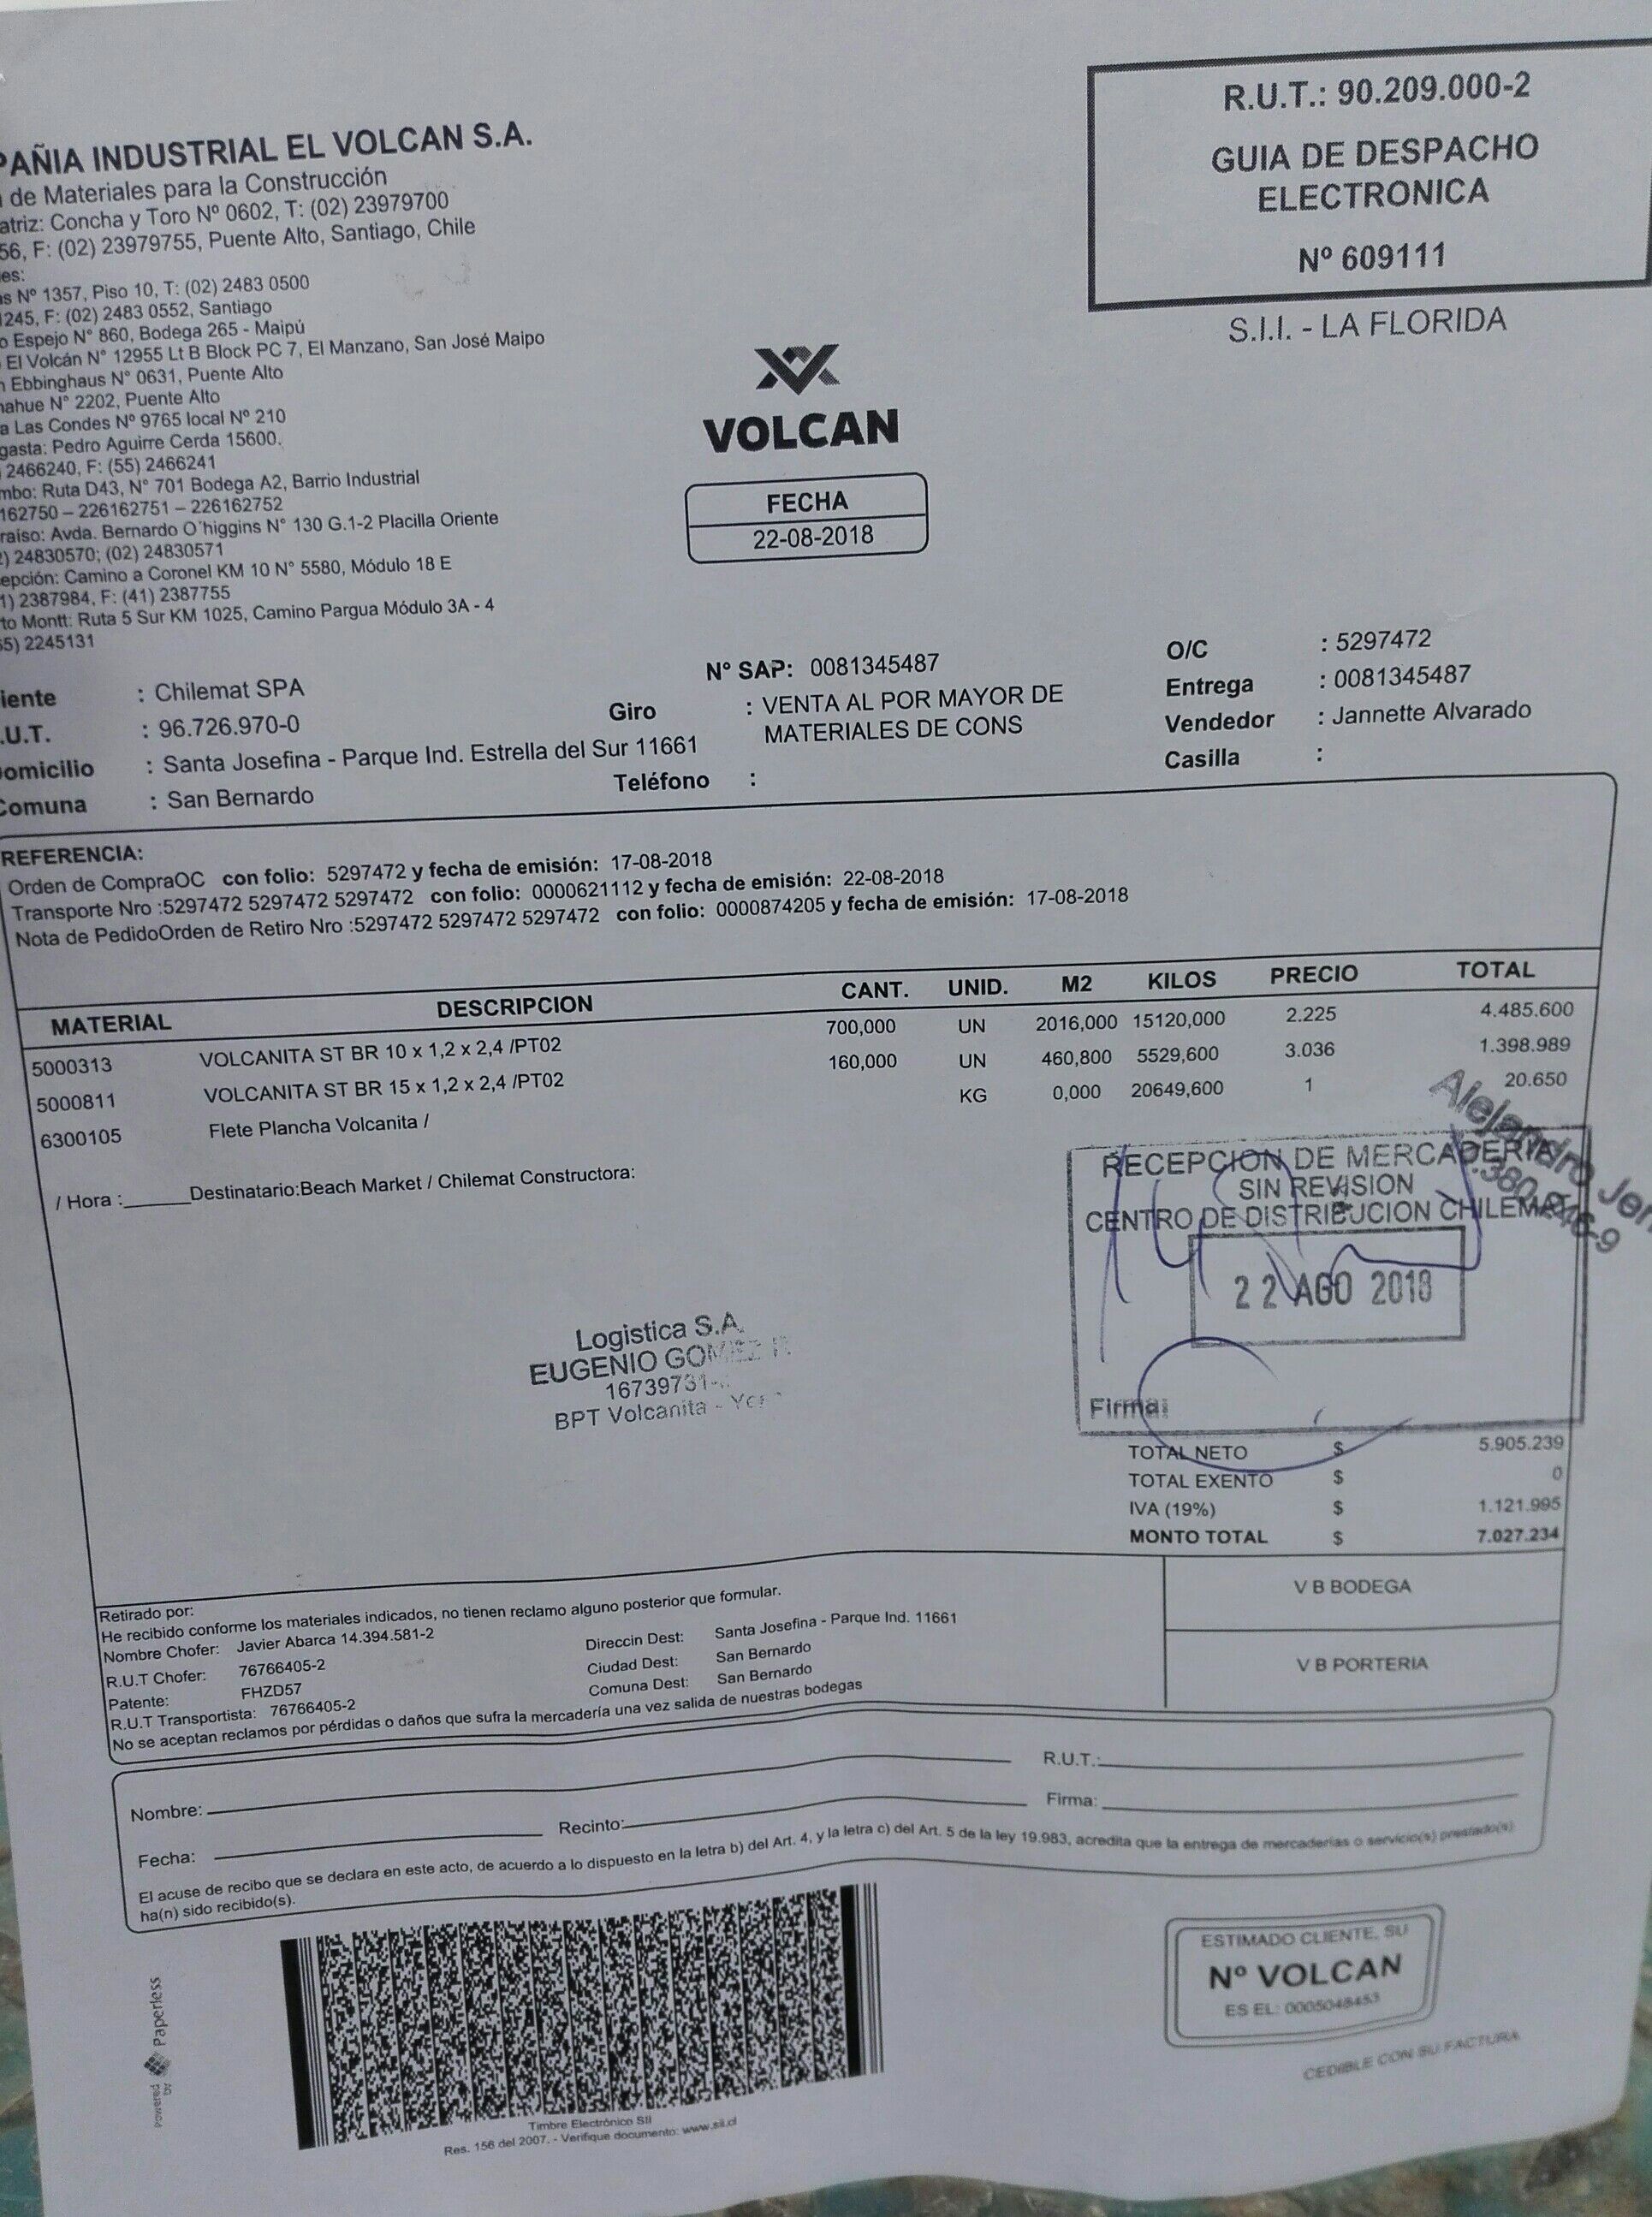 R.U.T.: 90.209.000-2
GUIA DE DESPACHO
ELECTRONICA
Nº 609111
S.I.I. - LA FLORIDA
PAÑIA INDUSTRIAL EL VOLCAN S.A.
de Materiales para la Construcción
atriz: Concha y Toro Nº 0602, T: (02) 23979700
56, F: (02) 23979755, Puente Alto, Santiago, Chile
es:
as Nº 1357, Piso 10, T: (02) 2483 0500
1245, F: (02) 2483 0552, Santiago
o Espejo N° 860, Bodega 265 - Maipú
El Volcán N° 12955 Lt B Block PC 7, El Manzano, San José Maipo
n Ebbinghaus N° 0631, Puente Alto
nahue N° 2202, Puente Alto
a Las Condes Nº 9765 local Nº 210
gasta: Pedro Aguirre Cerda 15600.
2466240, F: (55) 2466241
mbo: Ruta D43, N° 701 Bodega A2, Barrio Industrial
162750 – 226162751 – 226162752
raíso: Avda. Bernardo O´higgins N° 130 G.1-2 Placilla Oriente
2) 24830570; (02) 24830571
epción: Camino a Coronel KM 10 N° 5580, Módulo 18 E
1) 2387984, F: (41) 2387755
to Montt: Ruta 5 Sur KM 1025, Camino Pargua Módulo 3A - 4
65) 2245131
VOLCAN
FECHA
22-08-2018
iente : Chilemat SPA
.U.T. : 96.726.970-0
omicilio : Santa Josefina - Parque Ind. Estrella del Sur 11661
Comuna : San Bernardo
N° SAP: 0081345487
Giro : VENTA AL POR MAYOR DE
MATERIALES DE CONS
Teléfono :
O/C : 5297472
Entrega : 0081345487
Vendedor : Jannette Alvarado
Casilla :
REFERENCIA:
Orden de CompraOC con folio: 5297472 y fecha de emisión: 17-08-2018
Transporte Nro :5297472 5297472 5297472 con folio: 0000621112 y fecha de emisión: 22-08-2018
Nota de PedidoOrden de Retiro Nro :5297472 5297472 5297472 con folio: 0000874205 y fecha de emisión: 17-08-2018
MATERIAL DESCRIPCION CANT. UNID. M2 KILOS PRECIO TOTAL
5000313 VOLCANITA ST BR 10 x 1,2 x 2,4 /PT02 700,000 UN 2016,000 15120,000 2.225 4.485.600
5000811 VOLCANITA ST BR 15 x 1,2 x 2,4 /PT02 160,000 UN 460,800 5529,600 3.036 1.398.989
6300105 Flete Plancha Volcanita / KG 0,000 20649,600 1 20.650
/ Hora :______Destinatario:Beach Market / Chilemat Constructora:
Alejandro Jer
RECEPCION DE MERCADERIA
SIN REVISION
CENTRO DE DISTRIBUCION CHILEMAT
22 AGO 2018
Firma:
Logistica S.A.
EUGENIO GOMEZ
16739731-
BPT Volcanita -
TOTAL NETO $ 5.905.239
TOTAL EXENTO $ 0
IVA (19%) $ 1.121.995
MONTO TOTAL $ 7.027.234
V B BODEGA
V B PORTERIA
Retirado por:
He recibido conforme los materiales indicados, no tienen reclamo alguno posterior que formular.
Nombre Chofer: Javier Abarca 14.394.581-2
R.U.T Chofer: 76766405-2
Patente: FHZD57
R.U.T Transportista: 76766405-2
Direccin Dest: Santa Josefina - Parque Ind. 11661
Ciudad Dest: San Bernardo
Comuna Dest: San Bernardo
No se aceptan reclamos por pérdidas o daños que sufra la mercadería una vez salida de nuestras bodegas
Nombre: R.U.T.:
Fecha: Recinto: Firma:
El acuse de recibo que se declara en este acto, de acuerdo a lo dispuesto en la letra b) del Art. 4, y la letra c) del Art. 5 de la ley 19.983, acredita que la entrega de mercaderías o servicio(s) prestado(s)
ha(n) sido recibido(s).
Powered by Paperless
Timbre Electrónico SII
Res. 156 del 2007. - Verifique documento: www.sii.cl
ESTIMADO CLIENTE, SU
Nº VOLCAN
ES EL: 0005048453
CEDIBLE CON SU FACTURA